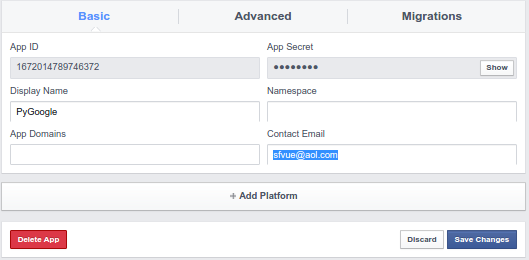 Basic
Advanced
Migrations
App ID
App Secret
1672014789746372
●●●●●●●●
Show
Display Name
Namespace
PyGoogle
App Domains
Contact Email
sfvue@aol.com
+ Add Platform
Delete App
Discard
Save Changes